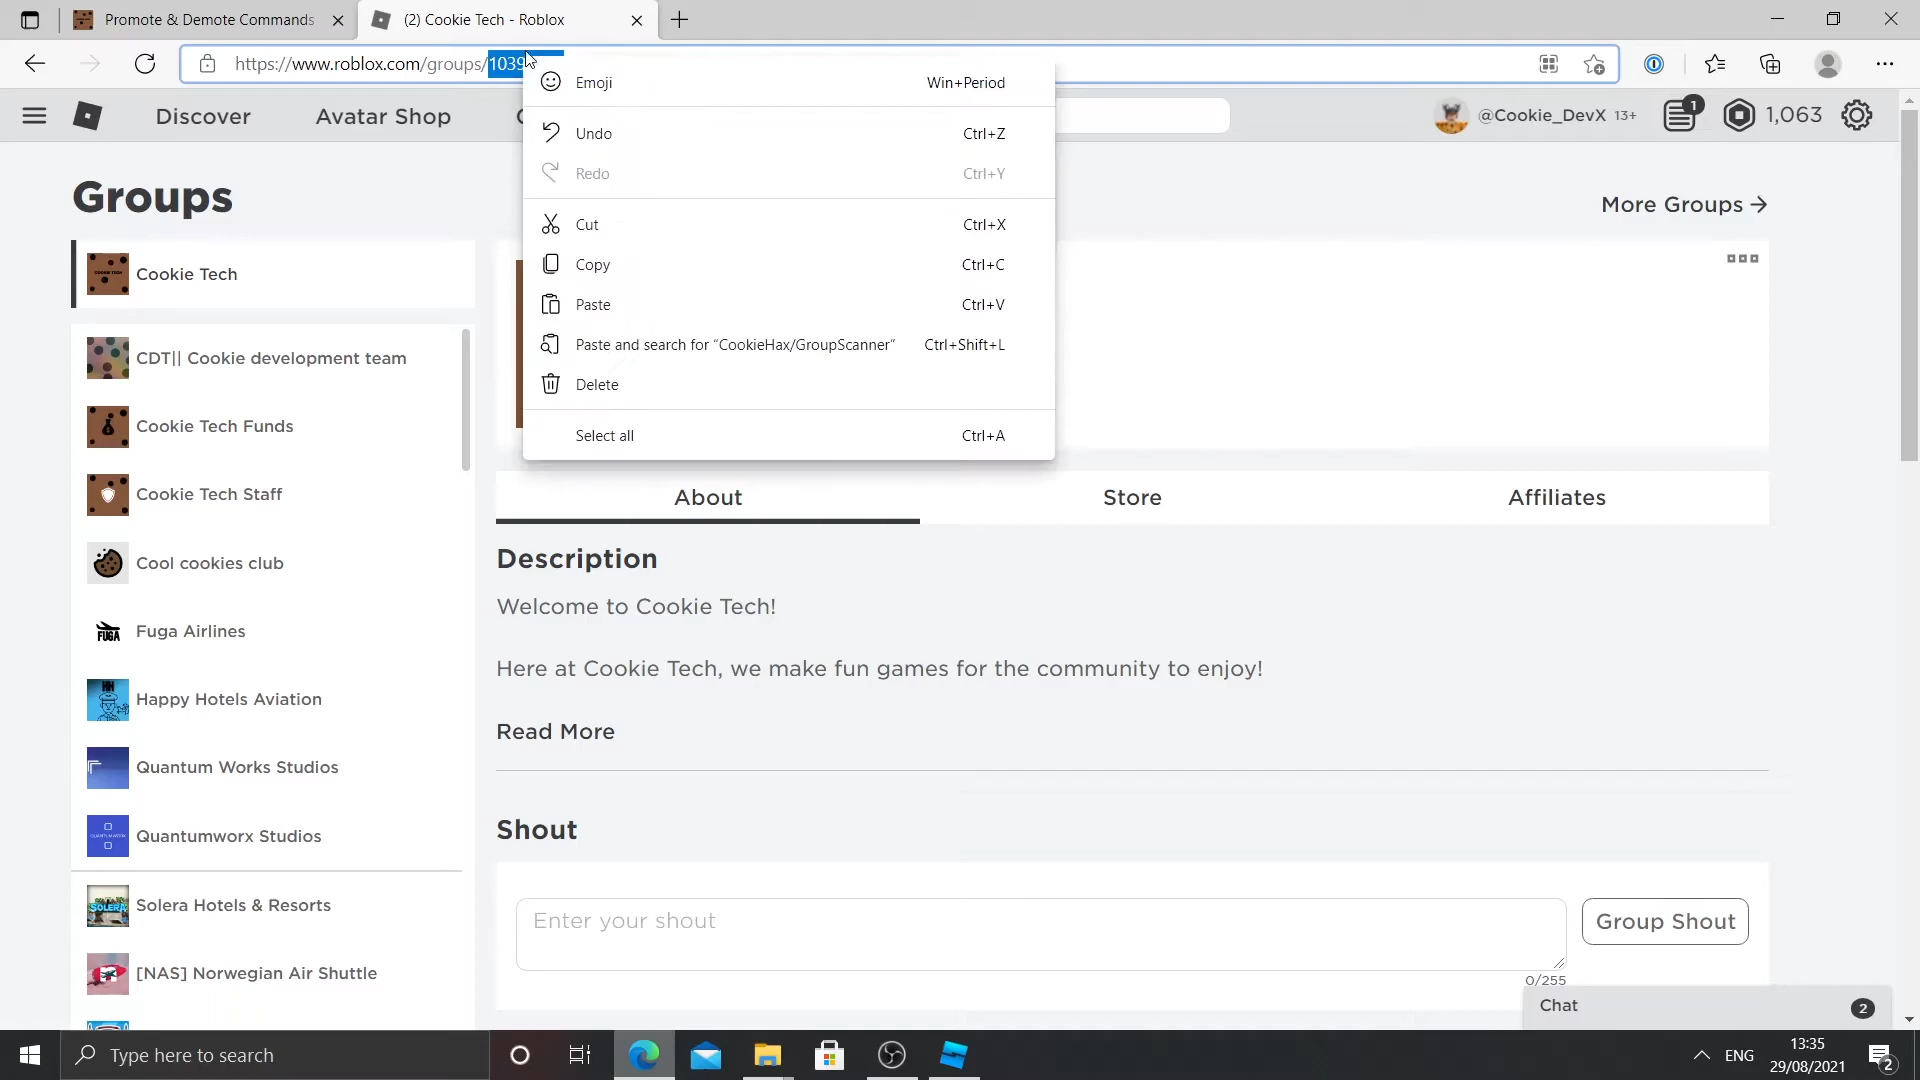 Promote & Demote Commands
(2) Cookie Tech - Roblox
https://www.roblox.com/groups/1039
Emoji Win+Period
Undo Ctrl+Z
Redo Ctrl+Y
Cut Ctrl+X
Copy Ctrl+C
Paste Ctrl+V
Paste and search for “CookieHax/GroupScanner” Ctrl+Shift+L
Delete
Select all Ctrl+A
Discover Avatar Shop @Cookie_DevX 13+ 1 1,063
Groups
More Groups →
Cookie Tech
CDT|| Cookie development team
Cookie Tech Funds
Cookie Tech Staff
Cool cookies club
FUGA
Fuga Airlines
HH
Happy Hotels Aviation
Quantum Works Studios
Quantumworx Studios
SOLERA
Solera Hotels & Resorts
[NAS] Norwegian Air Shuttle
About Store Affiliates
Description
Welcome to Cookie Tech!
Here at Cookie Tech, we make fun games for the community to enjoy!
Read More
Shout
Enter your shout
Group Shout
0/255
Chat 2
Type here to search
ENG
13:35
29/08/2021
2